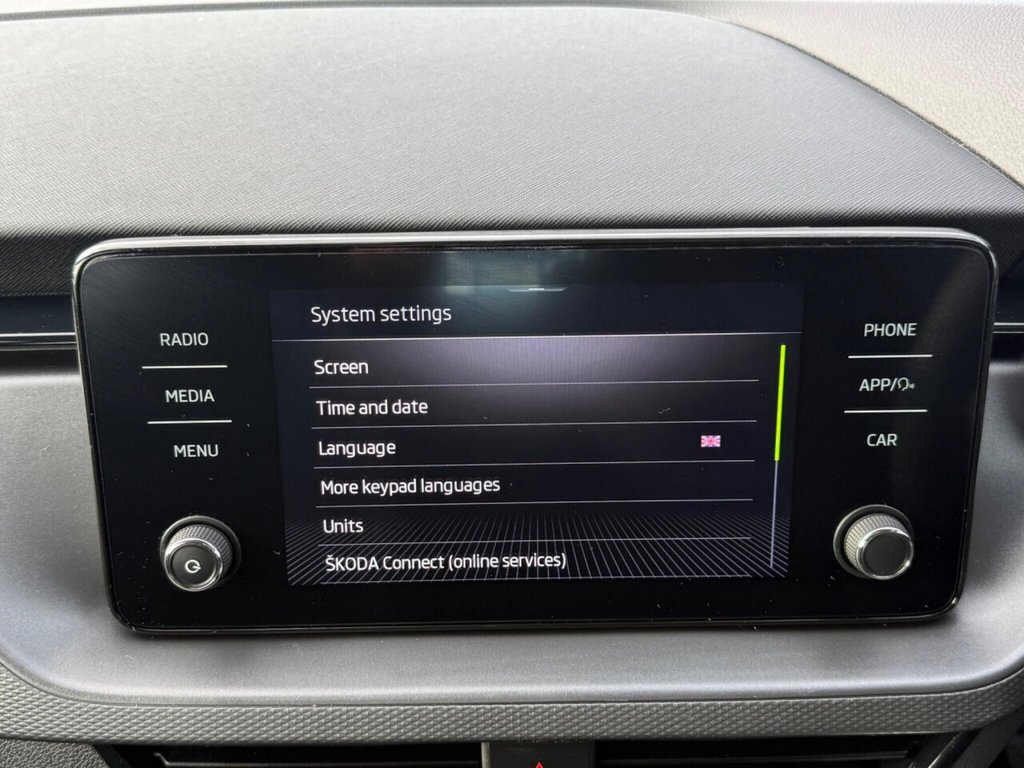 RADIO
MEDIA
MENU
System settings
Screen
Time and date
Language
More keypad languages
Units
ŠKODA Connect (online services)
PHONE
APP/
CAR